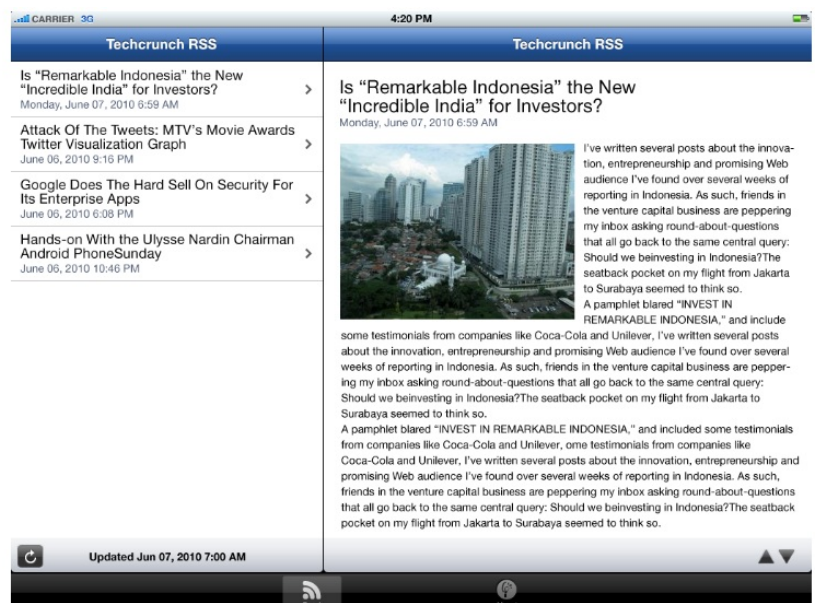 CARRIER 3G
4:20 PM
Techcrunch RSS
Techcrunch RSS
Is “Remarkable Indonesia” the New
“Incredible India” for Investors?
Monday, June 07, 2010 6:59 AM
Attack Of The Tweets: MTV’s Movie Awards
Twitter Visualization Graph
June 06, 2010 9:16 PM
Google Does The Hard Sell On Security For
Its Enterprise Apps
June 06, 2010 6:08 PM
Hands-on With the Ulysse Nardin Chairman
Android PhoneSunday
June 06, 2010 10:46 PM
Updated Jun 07, 2010 7:00 AM
Is “Remarkable Indonesia” the New
“Incredible India” for Investors?
Monday, June 07, 2010 6:59 AM
I’ve written several posts about the innova-
tion, entrepreneurship and promising Web
audience I’ve found over several weeks of
reporting in Indonesia. As such, friends in
the venture capital business are peppering
my inbox asking round-about-questions
that all go back to the same central query:
Should we beinvesting in Indonesia?The
seatback pocket on my flight from Jakarta
to Surabaya seemed to think so.
A pamphlet blared “INVEST IN
REMARKABLE INDONESIA,” and include
some testimonials from companies like Coca-Cola and Unilever, I’ve written several posts
about the innovation, entrepreneurship and promising Web audience I’ve found over several
weeks of reporting in Indonesia. As such, friends in the venture capital business are pepper-
ing my inbox asking round-about-questions that all go back to the same central query:
Should we beinvesting in Indonesia?The seatback pocket on my flight from Jakarta to
Surabaya seemed to think so.
A pamphlet blared “INVEST IN REMARKABLE INDONESIA,” and included some testimonials
from companies like Coca-Cola and Unilever, ome testimonials from companies like
Coca-Cola and Unilever, I’ve written several posts about the innovation, entrepreneurship and
promising Web audience I’ve found over several weeks of reporting in Indonesia. As such,
friends in the venture capital business are peppering my inbox asking round-about-questions
that all go back to the same central query: Should we beinvesting in Indonesia?The seatback
pocket on my flight from Jakarta to Surabaya seemed to think so.